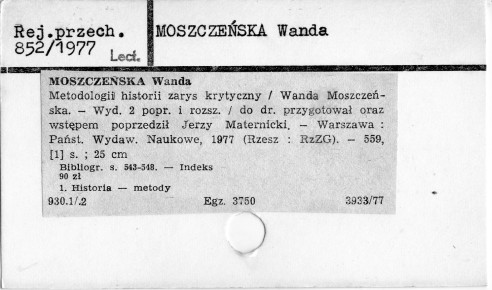 Rej.przech. MOSZCZEŃSKA Wanda
852/1977
Lect.
MOSZCZEŃSKA Wanda
Metodologii historii zarys krytyczny / Wanda Moszczeń-
ska. — Wyd. 2 popr. i rozsz. / do dr. przygotował oraz
wstępem poprzedził Jerzy Maternicki. — Warszawa :
Państ. Wydaw. Naukowe, 1977 (Rzesz : RzZG). — 559,
[1] s. ; 25 cm
Bibliogr. s. 543-548. — Indeks
90 zł
1. Historia — metody
930.1/.2 Egz. 3750 3933/77